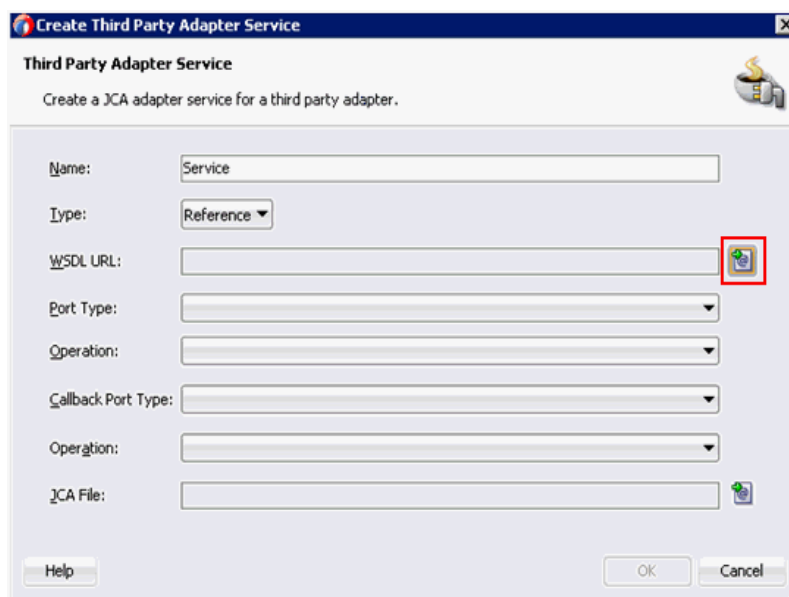 Create Third Party Adapter Service
Third Party Adapter Service
Create a JCA adapter service for a third party adapter.
Name: Service
Type: Reference
WSDL URL:
Port Type:
Operation:
Callback Port Type:
Operation:
JCA File:
Help OK Cancel